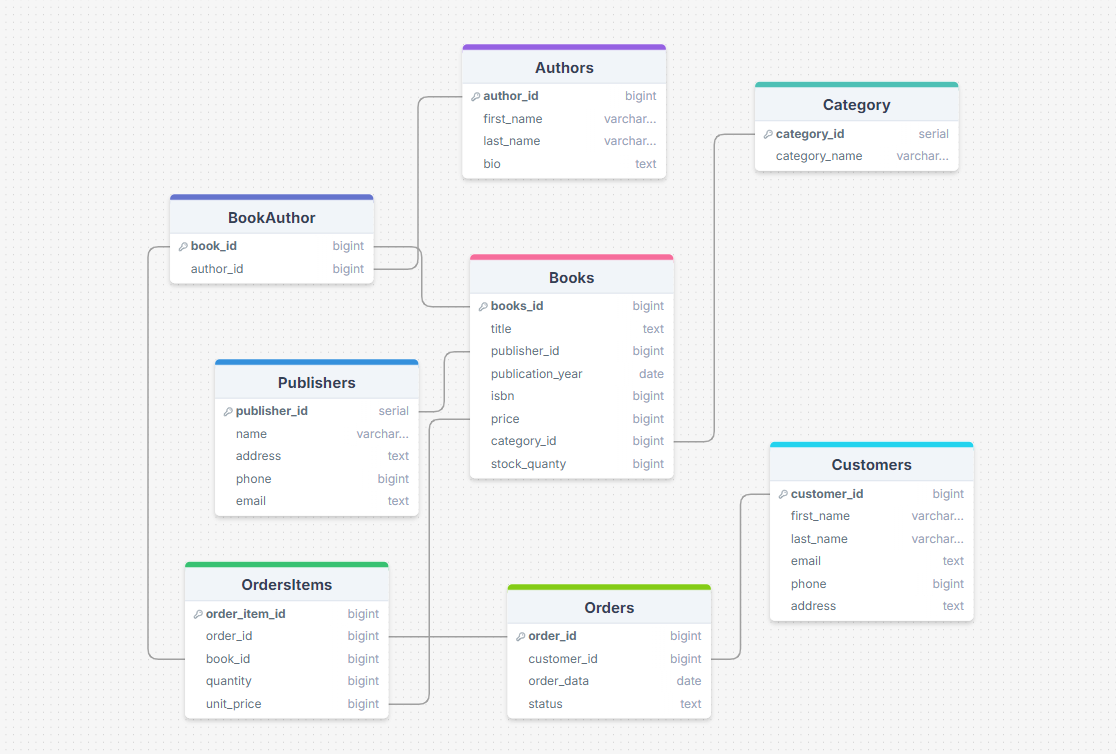 Authors
author_id bigint
first_name varchar...
last_name varchar...
bio text
Category
category_id serial
category_name varchar...
BookAuthor
book_id bigint
author_id bigint
Books
books_id bigint
title text
publisher_id bigint
publication_year date
isbn bigint
price bigint
category_id bigint
stock_quanty bigint
Publishers
publisher_id serial
name varchar...
address text
phone bigint
email text
Customers
customer_id bigint
first_name varchar...
last_name varchar...
email text
phone bigint
address text
OrdersItems
order_item_id bigint
order_id bigint
book_id bigint
quantity bigint
unit_price bigint
Orders
order_id bigint
customer_id bigint
order_data date
status text